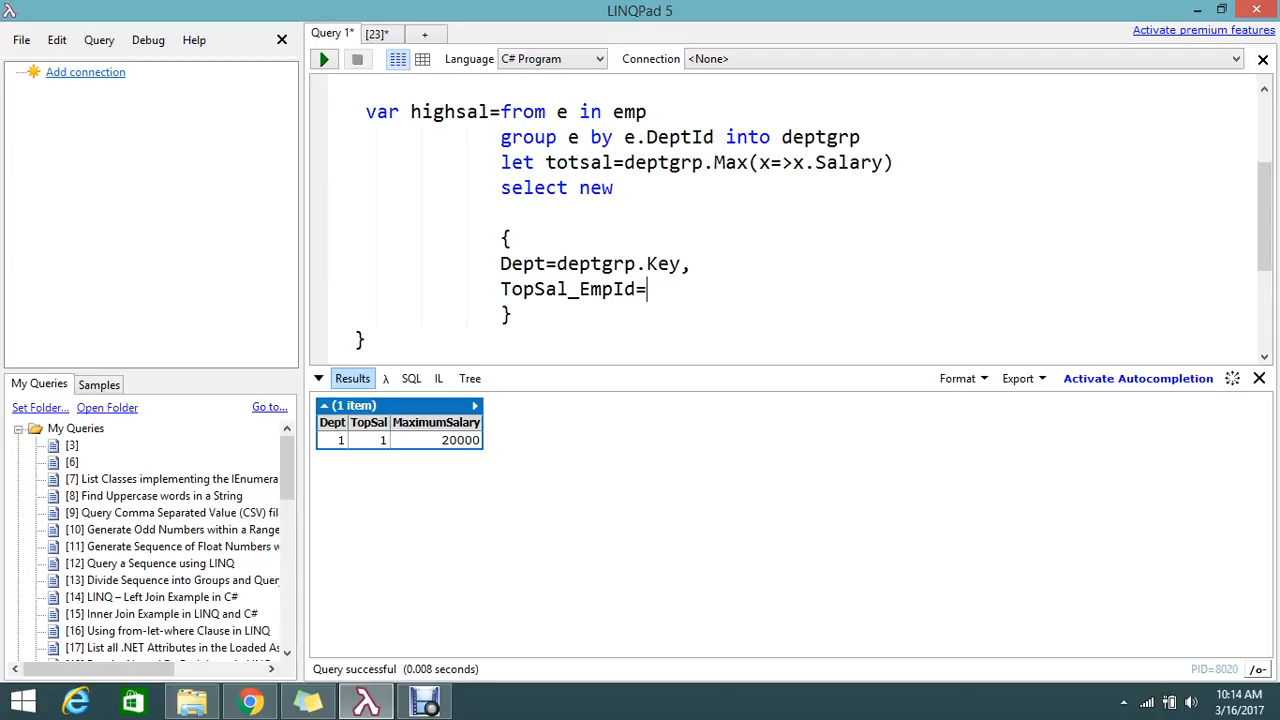 LINQPad 5
File Edit Query Debug Help
Query 1* [23]* +
Activate premium features
Add connection
Language C# Program Connection <None>
var highsal=from e in emp
group e by e.DeptId into deptgrp
let totsal=deptgrp.Max(x=>x.Salary)
select new
{
Dept=deptgrp.Key,
TopSal_EmpId=
}
}
My Queries Samples
Set Folder... Open Folder Go to...
My Queries
[3]
[6]
[7] List Classes implementing the IEnumera
[8] Find Uppercase words in a String
[9] Query Comma Separated Value (CSV) fil
[10] Generate Odd Numbers within a Range
[11] Generate Sequence of Float Numbers w
[12] Query a Sequence using LINQ
[13] Divide Sequence into Groups and Query
[14] LINQ – Left Join Example in C#
[15] Inner Join Example in LINQ and C#
[16] Using from-let-where Clause in LINQ
[17] List all .NET Attributes in the Loaded As
Results λ SQL IL Tree
Format Export Activate Autocompletion
(1 item)
Dept TopSal MaximumSalary
1 1 20000
Query successful (0.008 seconds)
PID=8020 /o-
10:14 AM
3/16/2017